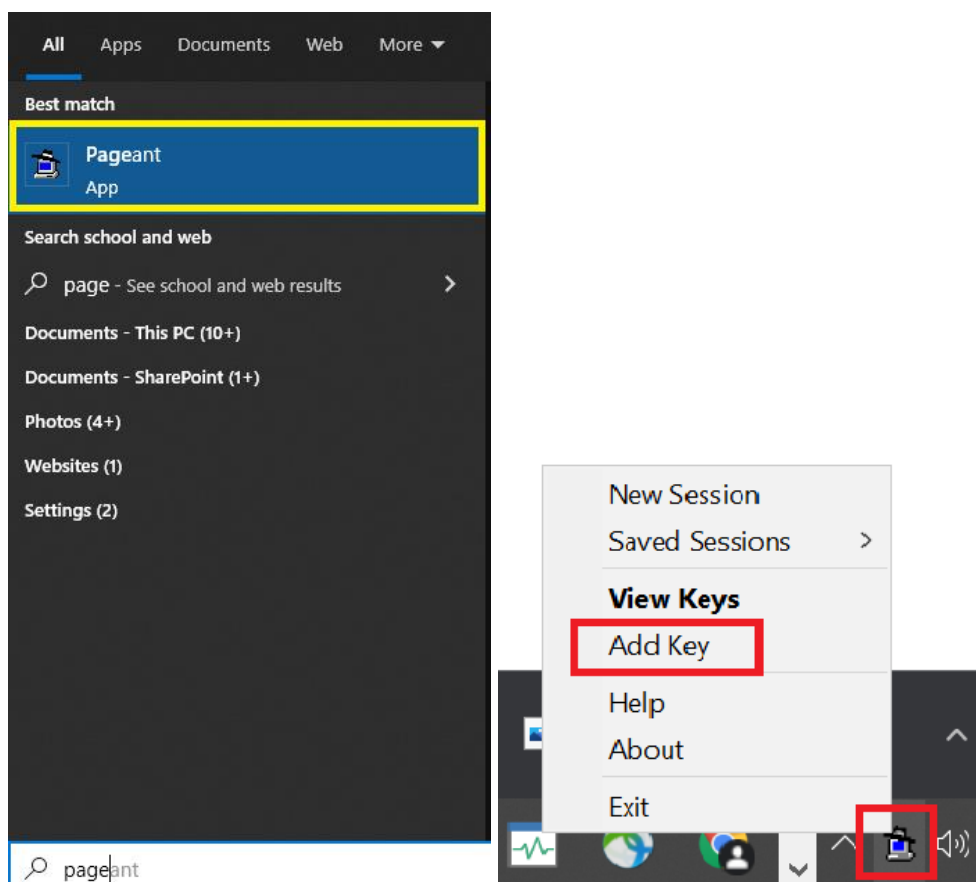 All Apps Documents Web More
Best match
Pageant
App
Search school and web
page - See school and web results
Documents - This PC (10+)
Documents - SharePoint (1+)
Photos (4+)
Websites (1)
Settings (2)
pageant
New Session
Saved Sessions
View Keys
Add Key
Help
About
Exit